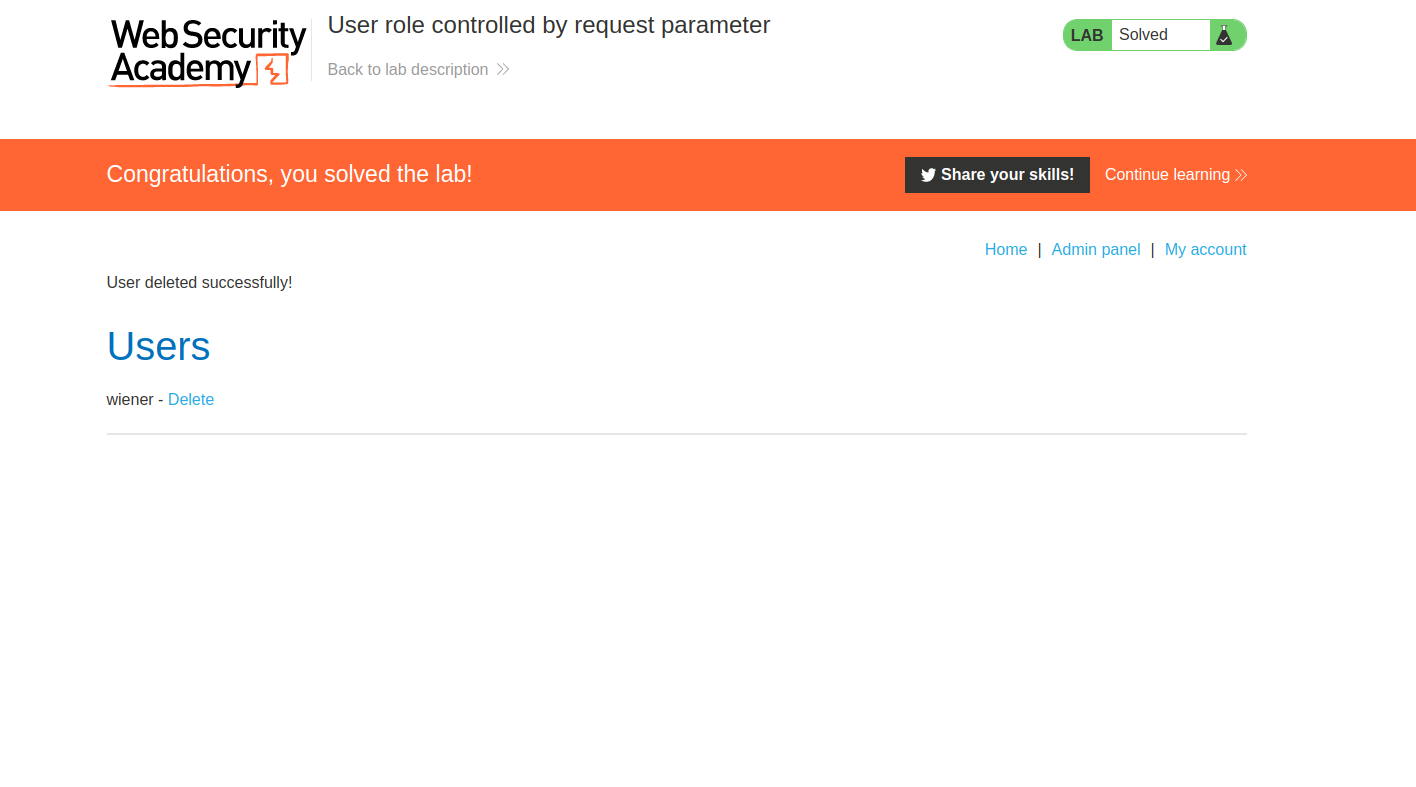 Web Security
Academy
User role controlled by request parameter
Back to lab description
LAB Solved
Congratulations, you solved the lab!
Share your skills!
Continue learning
Home | Admin panel | My account
User deleted successfully!
Users
wiener - Delete